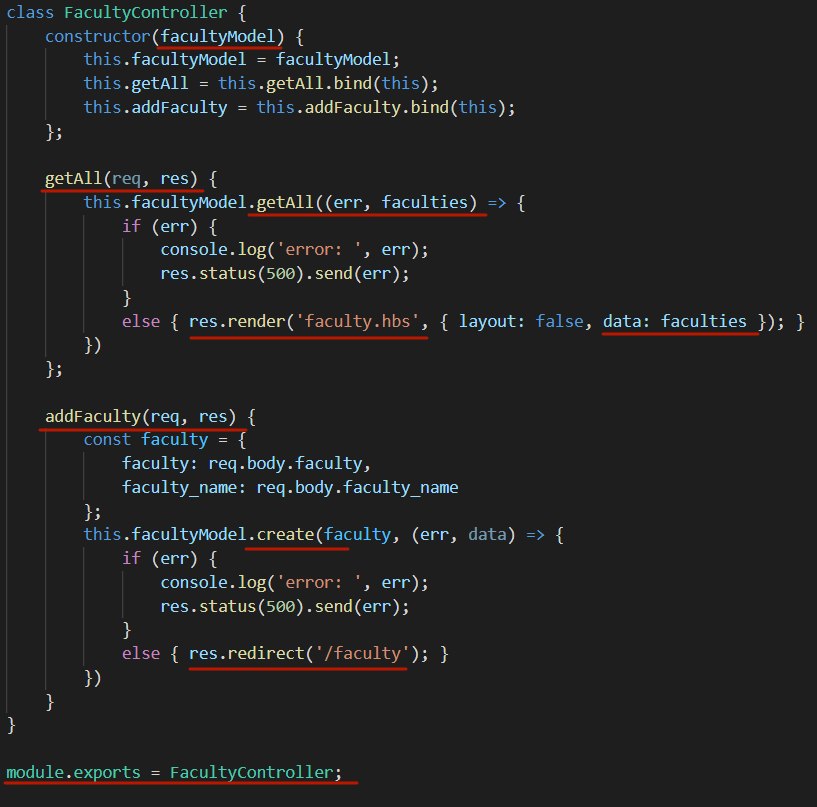 class FacultyController {
    constructor(facultyModel) {
        this.facultyModel = facultyModel;
        this.getAll = this.getAll.bind(this);
        this.addFaculty = this.addFaculty.bind(this);
    };
    getAll(req, res) {
        this.facultyModel.getAll((err, faculties) => {
            if (err) {
                console.log('error: ', err);
                res.status(500).send(err);
            }
            else { res.render('faculty.hbs', { layout: false, data: faculties }); }
        })
    };
    addFaculty(req, res) {
        const faculty = {
            faculty: req.body.faculty,
            faculty_name: req.body.faculty_name
        };
        this.facultyModel.create(faculty, (err, data) => {
            if (err) {
                console.log('error: ', err);
                res.status(500).send(err);
            }
            else { res.redirect('/faculty'); }
        })
    }
}
module.exports = FacultyController;